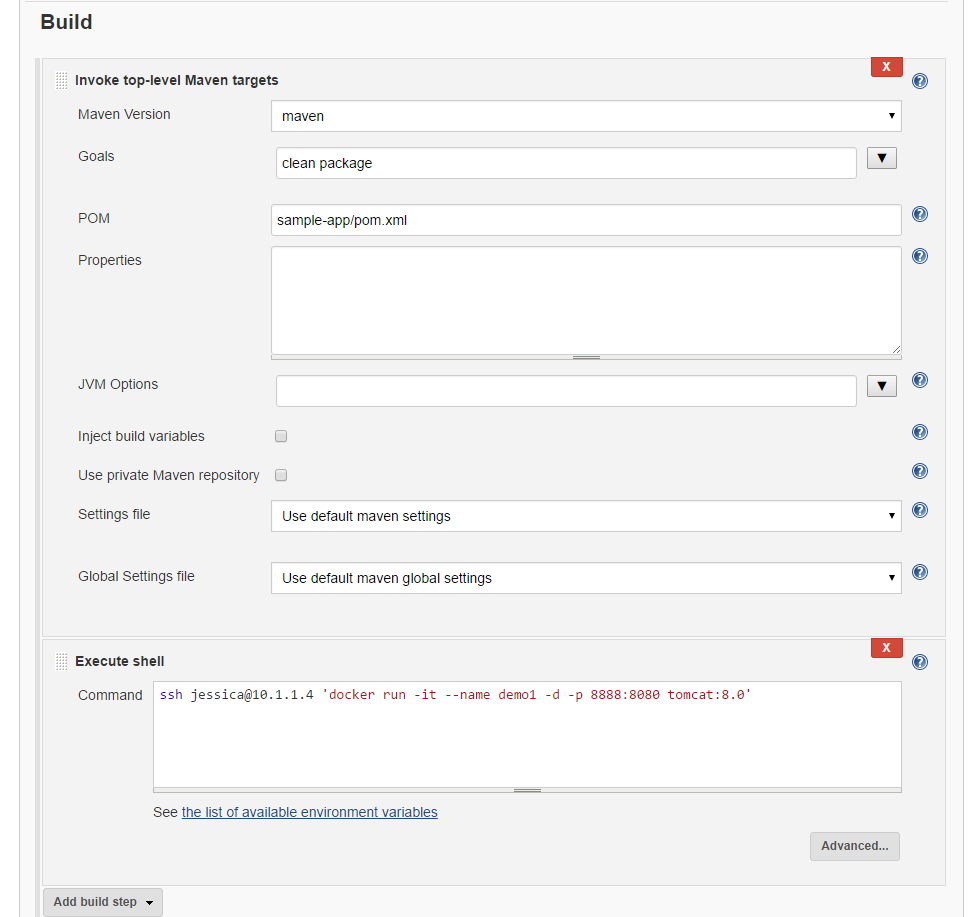 Build
Invoke top-level Maven targets
X
Maven Version
maven
Goals
clean package
POM
sample-app/pom.xml
Properties
JVM Options
Inject build variables
Use private Maven repository
Settings file
Use default maven settings
Global Settings file
Use default maven global settings
Execute shell
X
Command
ssh jessica@10.1.1.4 'docker run -it --name demo1 -d -p 8888:8080 tomcat:8.0'
See the list of available environment variables
Advanced...
Add build step